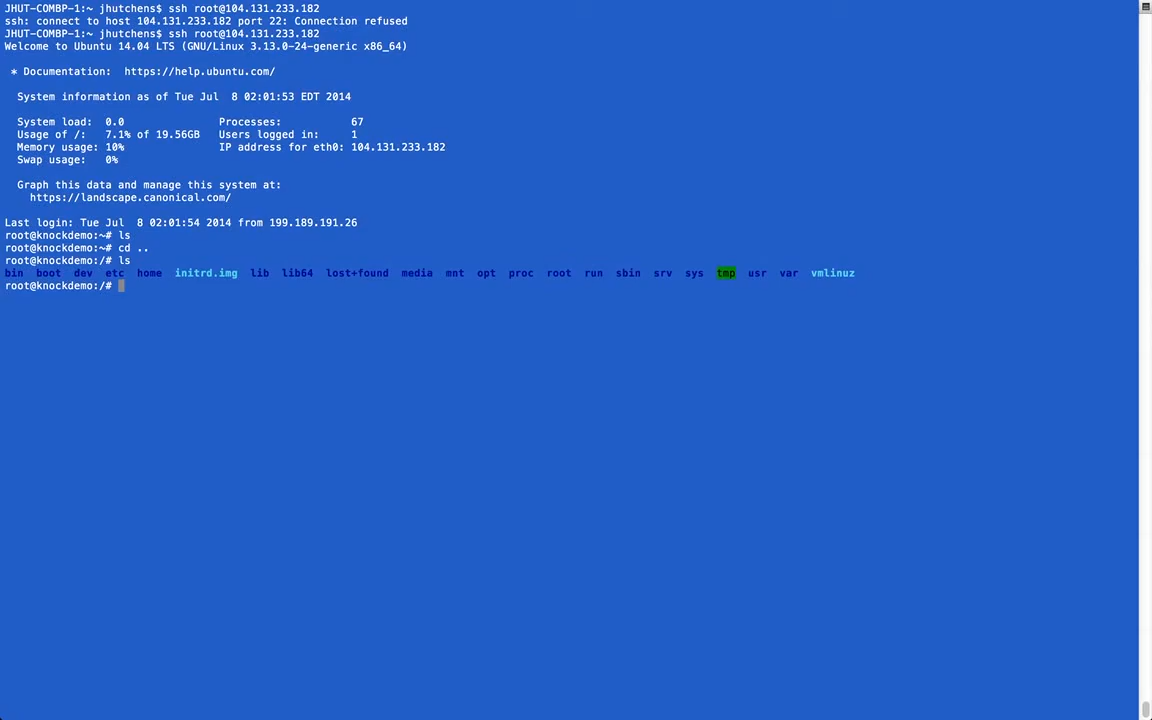 JHUT-COMBP-1:~ jhutchens$ ssh root@104.131.233.182
ssh: connect to host 104.131.233.182 port 22: Connection refused
JHUT-COMBP-1:~ jhutchens$ ssh root@104.131.233.182
Welcome to Ubuntu 14.04 LTS (GNU/Linux 3.13.0-24-generic x86_64)
* Documentation:  https://help.ubuntu.com/
System information as of Tue Jul  8 02:01:53 EDT 2014
System load:  0.0               Processes:           67
Usage of /:   7.1% of 19.56GB   Users logged in:     1
Memory usage: 10%               IP address for eth0: 104.131.233.182
Swap usage:   0%
Graph this data and manage this system at:
https://landscape.canonical.com/
Last login: Tue Jul  8 02:01:54 2014 from 199.189.191.26
root@knockdemo:~# ls
root@knockdemo:~# cd ..
root@knockdemo:/# ls
bin  boot  dev  etc  home  initrd.img  lib  lib64  lost+found  media  mnt  opt  proc  root  run  sbin  srv  sys  tmp  usr  var  vmlinuz
root@knockdemo:/#